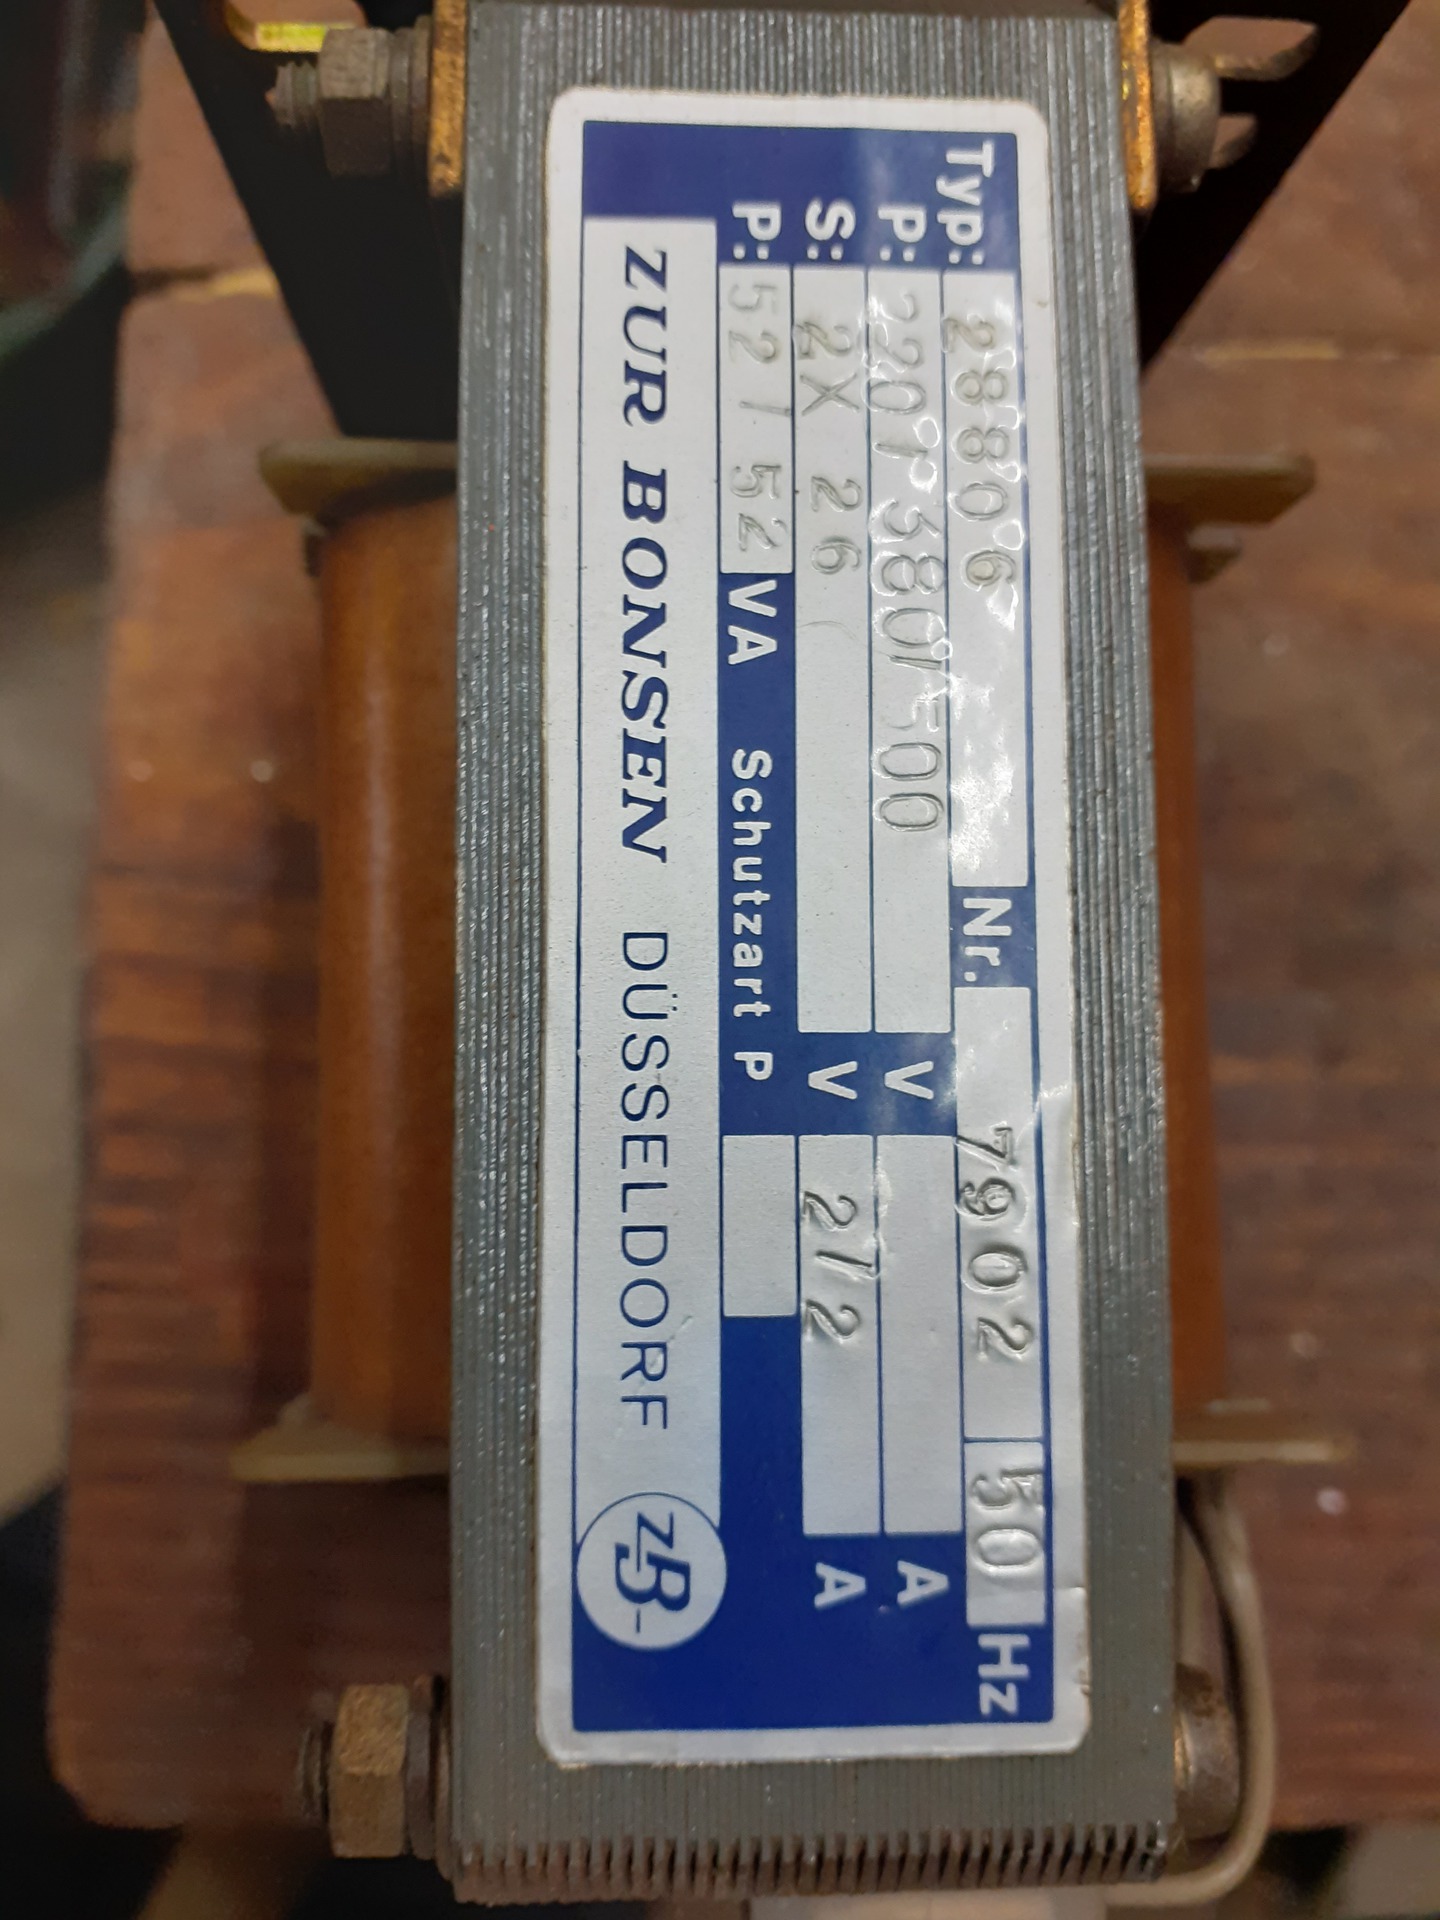 Typ: 28806 Nr. 7902 50 Hz
P: 220/380/500 V A
S: 2X 26 V 2/2 A
P: 52/52 VA Schutzart P
ZUR BONSEN DÜSSELDORF zB